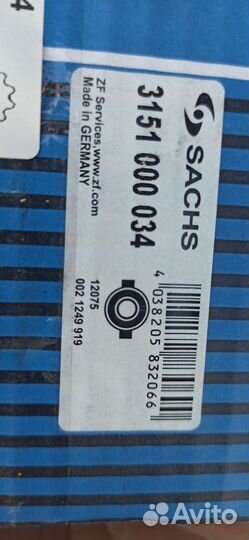 4
SACHS
3151 000 034
ZF Services,www.zf.com
Made in GERMANY
4 038205 832066
12075
002 1249 919
Avito